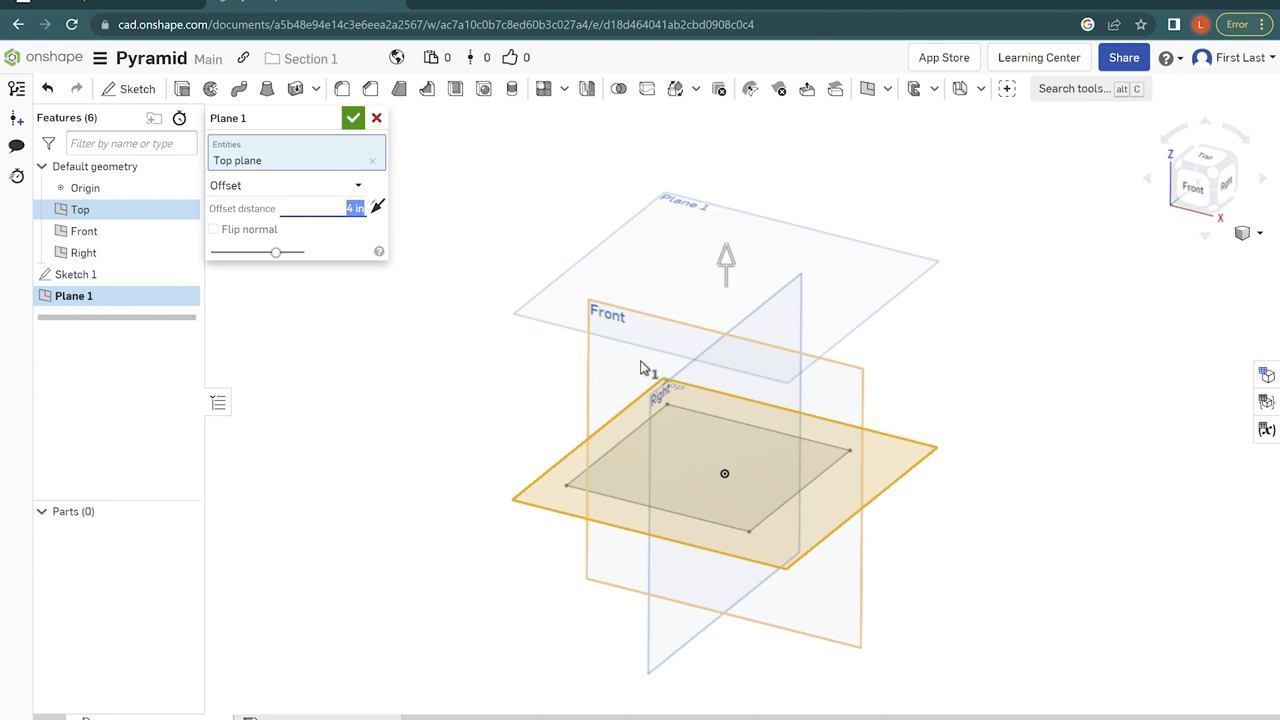 cad.onshape.com/documents/a5b48e94e14c3e6eea2a2567/w/ac7a10c0b7c8ed60b3c027a4/e/d18d464041ab2cbd0908c0c4
L
Error
onshape
Pyramid Main
Section 1
0
0
0
App Store
Learning Center
Share
First Last
Sketch
Search tools... alt C
Features (6)
Filter by name or type
Default geometry
Origin
Top
Front
Right
Sketch 1
Plane 1
Parts (0)
Plane 1
Entities
Top plane
Offset
Offset distance 4 in
Flip normal
Plane 1
Front
Right
1
Z
Top
Front
Right
X
(x)